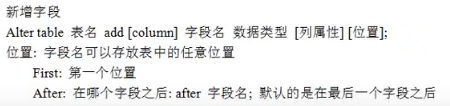 新增字段
Alter table 表名 add [column] 字段名 数据类型 [列属性] [位置];
位置: 字段名可以存放表中的任意位置
First: 第一个位置
After: 在哪个字段之后: after 字段名; 默认的是在最后一个字段之后